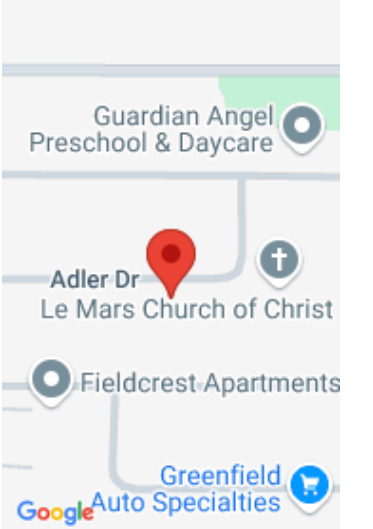 Guardian Angel
Preschool & Daycare
Adler Dr
Le Mars Church of Christ
Fieldcrest Apartments
Greenfield
Auto Specialties
Google